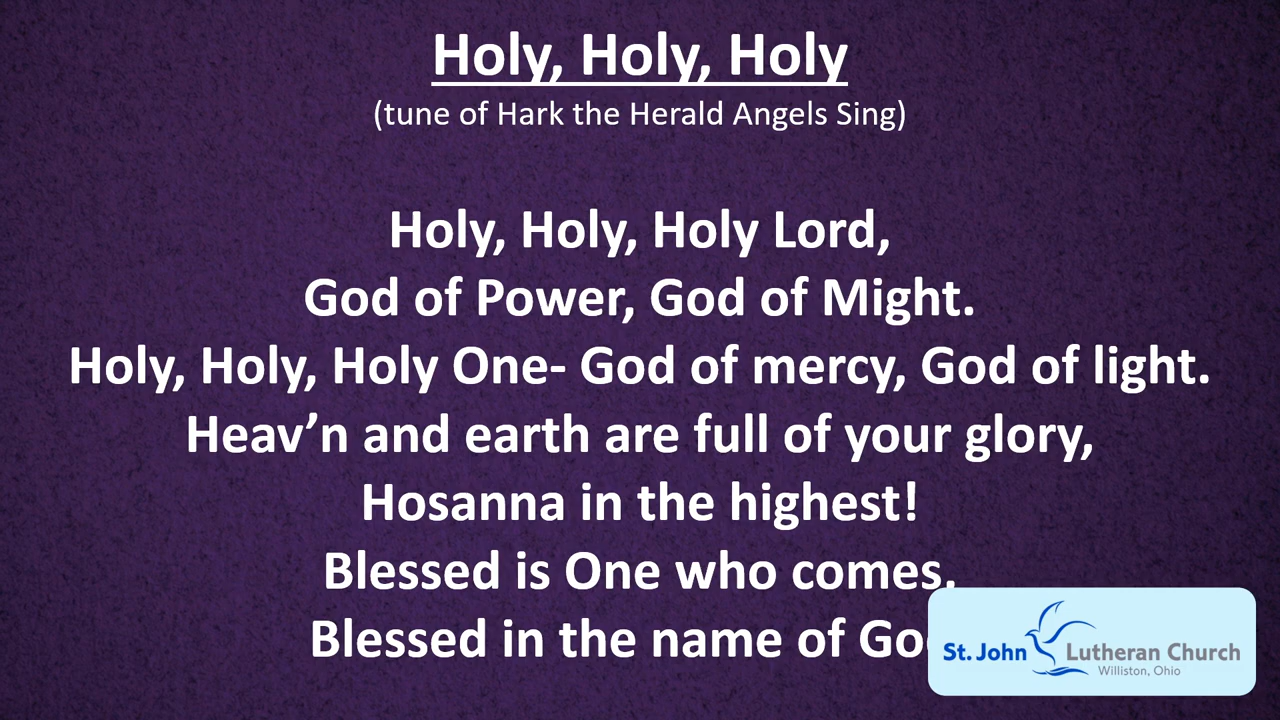 Holy, Holy, Holy
(tune of Hark the Herald Angels Sing)
Holy, Holy, Holy Lord,
God of Power, God of Might.
Holy, Holy, Holy One- God of mercy, God of light.
Heav’n and earth are full of your glory,
Hosanna in the highest!
Blessed is One who comes.
Blessed in the name of
St. John Lutheran Church
Williston, Ohio